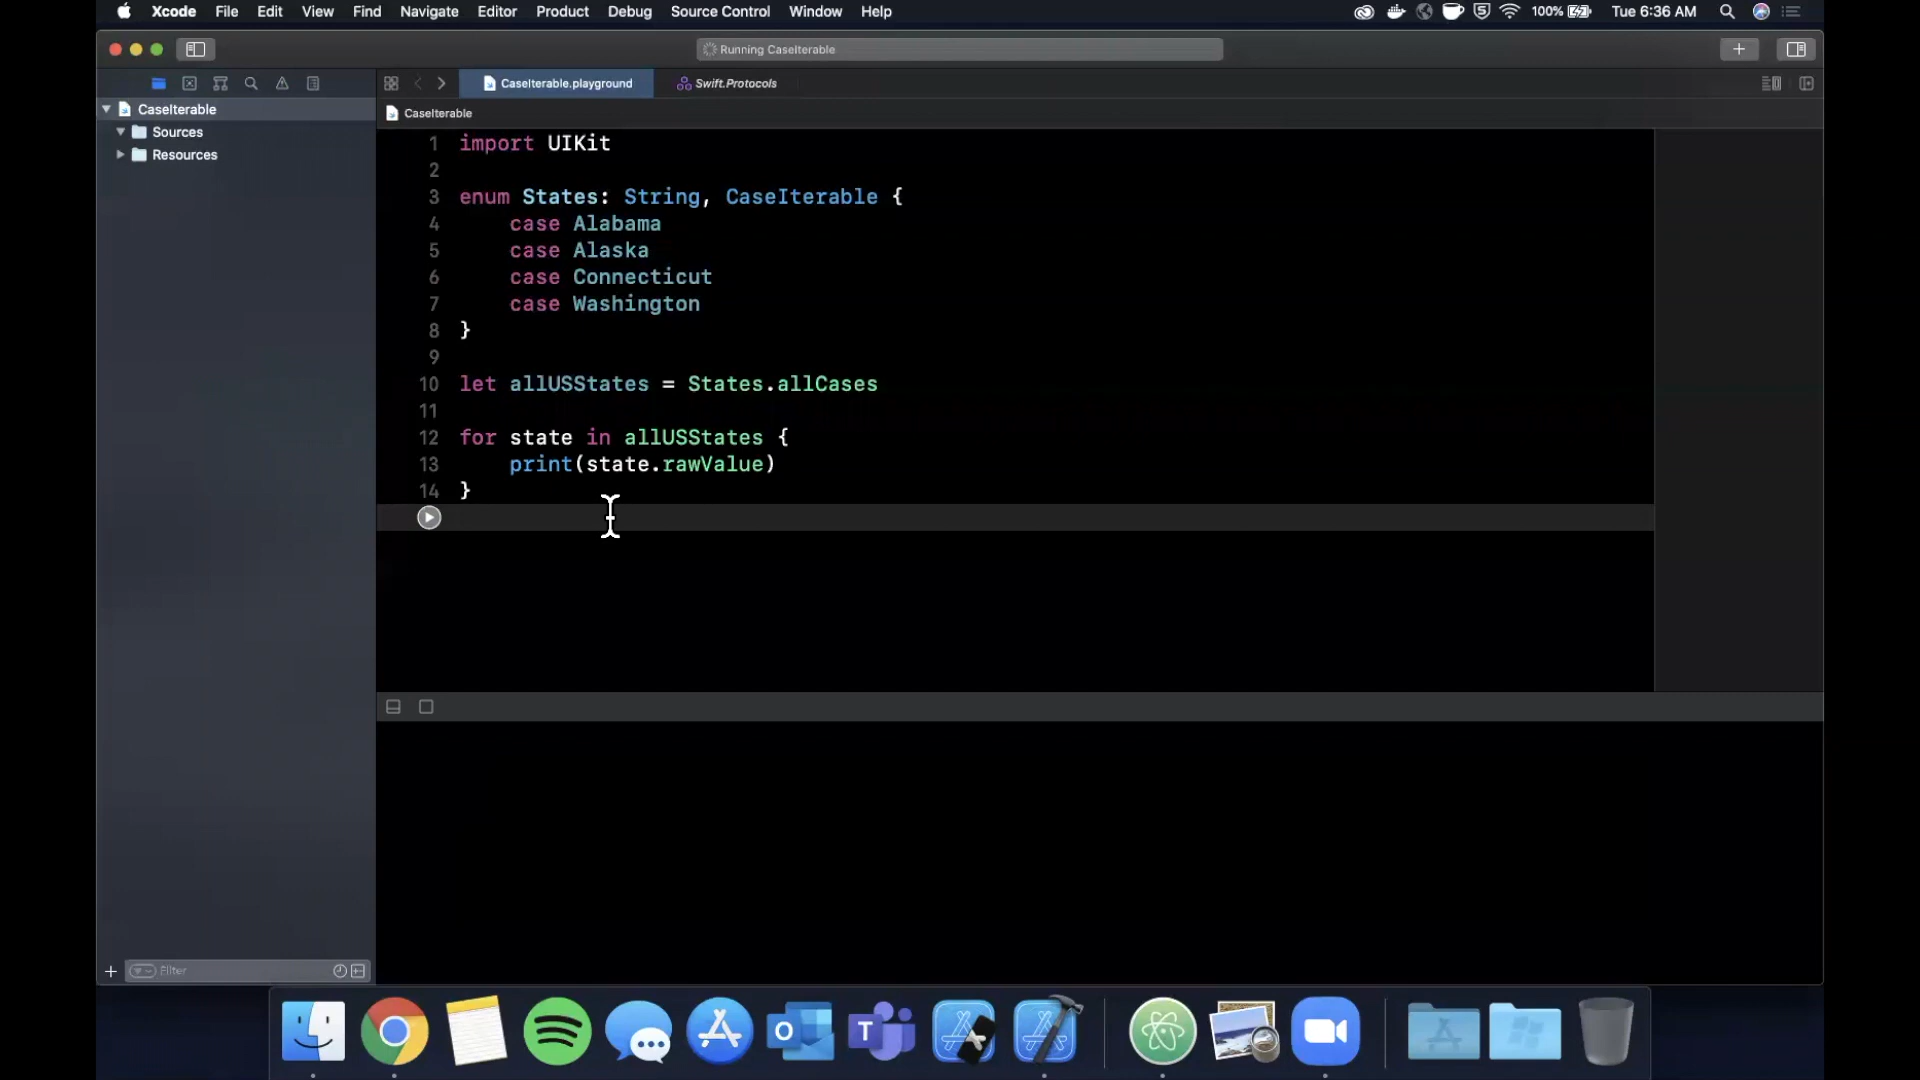 Xcode File Edit View Find Navigate Editor Product Debug Source Control Window Help 100% Tue 6:36 AM
Running CaseIterable
CaseIterable.playground Swift.Protocols
CaseIterable
CaseIterable
Sources
Resources
1 import UIKit
2
3 enum States: String, CaseIterable {
4 case Alabama
5 case Alaska
6 case Connecticut
7 case Washington
8 }
9
10 let allUSStates = States.allCases
11
12 for state in allUSStates {
13 print(state.rawValue)
14 }
Filter